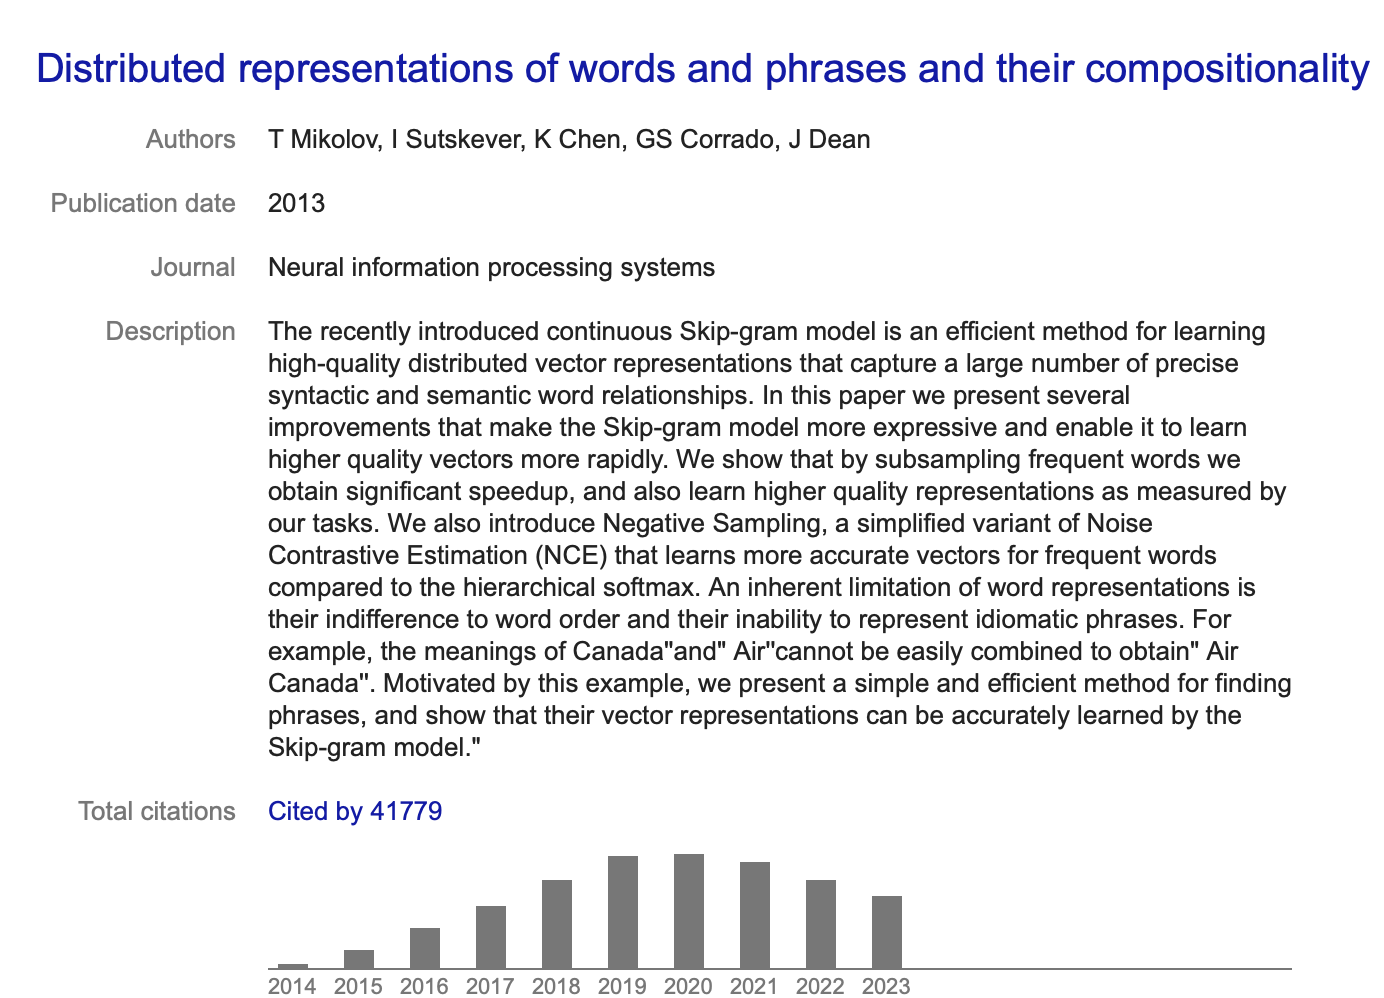 Distributed representations of words and phrases and their compositionality
Authors T Mikolov, I Sutskever, K Chen, GS Corrado, J Dean
Publication date 2013
Journal Neural information processing systems
Description The recently introduced continuous Skip-gram model is an efficient method for learning
high-quality distributed vector representations that capture a large number of precise
syntactic and semantic word relationships. In this paper we present several
improvements that make the Skip-gram model more expressive and enable it to learn
higher quality vectors more rapidly. We show that by subsampling frequent words we
obtain significant speedup, and also learn higher quality representations as measured by
our tasks. We also introduce Negative Sampling, a simplified variant of Noise
Contrastive Estimation (NCE) that learns more accurate vectors for frequent words
compared to the hierarchical softmax. An inherent limitation of word representations is
their indifference to word order and their inability to represent idiomatic phrases. For
example, the meanings of Canada"and" Air''cannot be easily combined to obtain" Air
Canada''. Motivated by this example, we present a simple and efficient method for finding
phrases, and show that their vector representations can be accurately learned by the
Skip-gram model."
Total citations Cited by 41779
2014 2015 2016 2017 2018 2019 2020 2021 2022 2023